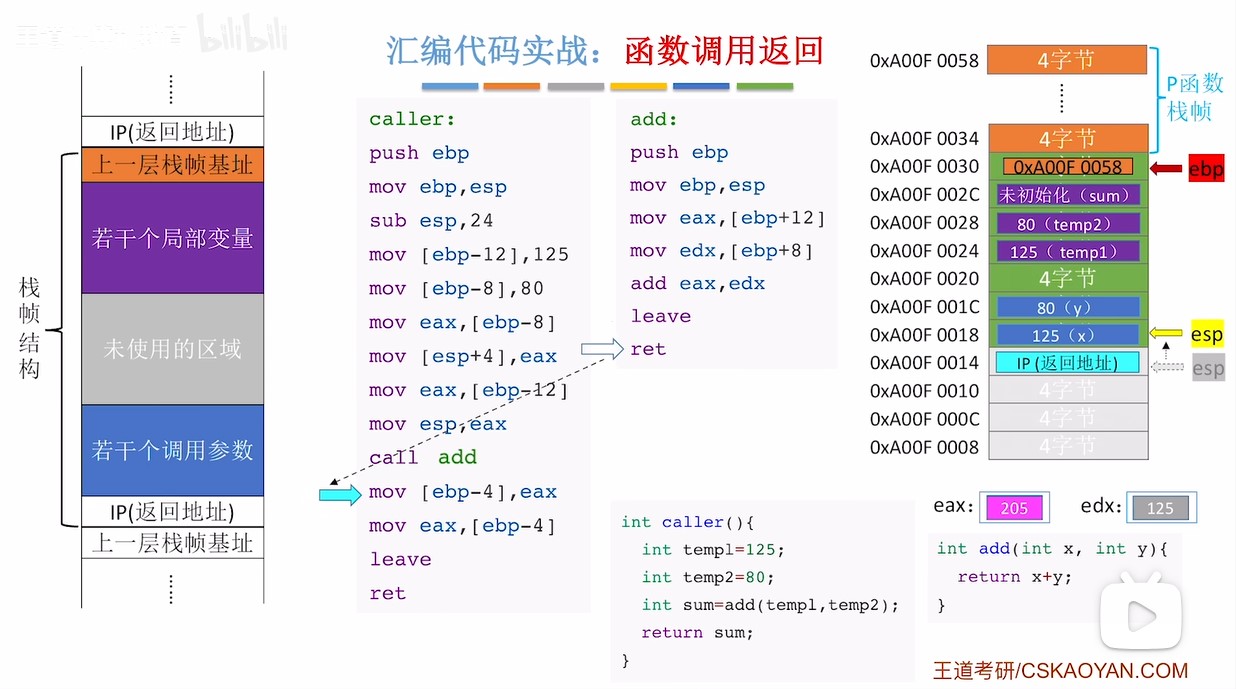 bilibili
汇编代码实战：函数调用返回
IP(返回地址)
上一层栈帧基址
若干个局部变量
未使用的区域
若干个调用参数
IP(返回地址)
上一层栈帧基址
栈帧结构
caller:
push ebp
mov ebp,esp
sub esp,24
mov [ebp-12],125
mov [ebp-8],80
mov eax,[ebp-8]
mov [esp+4],eax
mov eax,[ebp-12]
mov esp,eax
call add
mov [ebp-4],eax
mov eax,[ebp-4]
leave
ret
add:
push ebp
mov ebp,esp
mov eax,[ebp+12]
mov edx,[ebp+8]
add eax,edx
leave
ret
0xA00F 0058 4字节
P函数
栈帧
0xA00F 0034 4字节
0xA00F 0030 0xA00F 0058 ebp
0xA00F 002C 未初始化（sum）
0xA00F 0028 80（temp2）
0xA00F 0024 125（ temp1）
0xA00F 0020 4字节
0xA00F 001C 80（y）
0xA00F 0018 125（x） esp
0xA00F 0014 IP (返回地址) esp
0xA00F 0010 4字节
0xA00F 000C 4字节
0xA00F 0008 4字节
eax: 205 edx: 125
int caller(){
int temp1=125;
int temp2=80;
int sum=add(temp1,temp2);
return sum;
}
int add(int x, int y){
return x+y;
}
王道考研/CSKAOYAN.COM